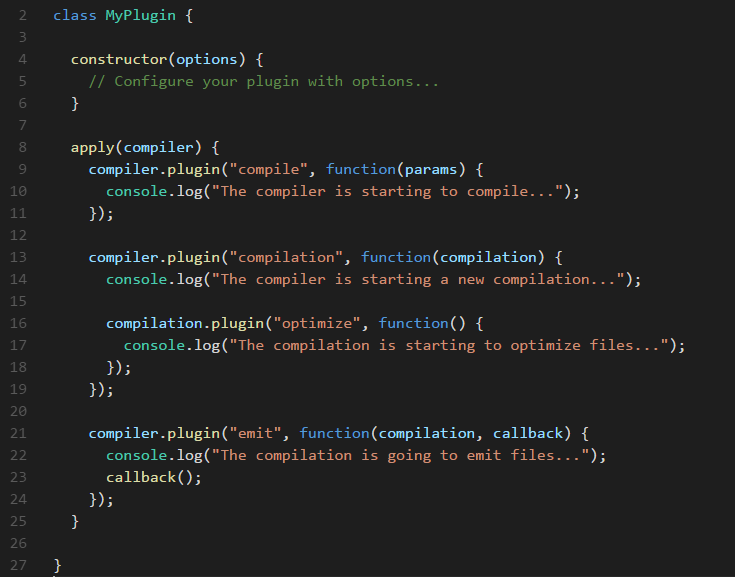 2 class MyPlugin {
3
4   constructor(options) {
5     // Configure your plugin with options...
6   }
7
8   apply(compiler) {
9     compiler.plugin("compile", function(params) {
10       console.log("The compiler is starting to compile...");
11     });
12
13     compiler.plugin("compilation", function(compilation) {
14       console.log("The compiler is starting a new compilation...");
15
16       compilation.plugin("optimize", function() {
17         console.log("The compilation is starting to optimize files...");
18       });
19     });
20
21     compiler.plugin("emit", function(compilation, callback) {
22       console.log("The compilation is going to emit files...");
23       callback();
24     });
25   }
26
27 }